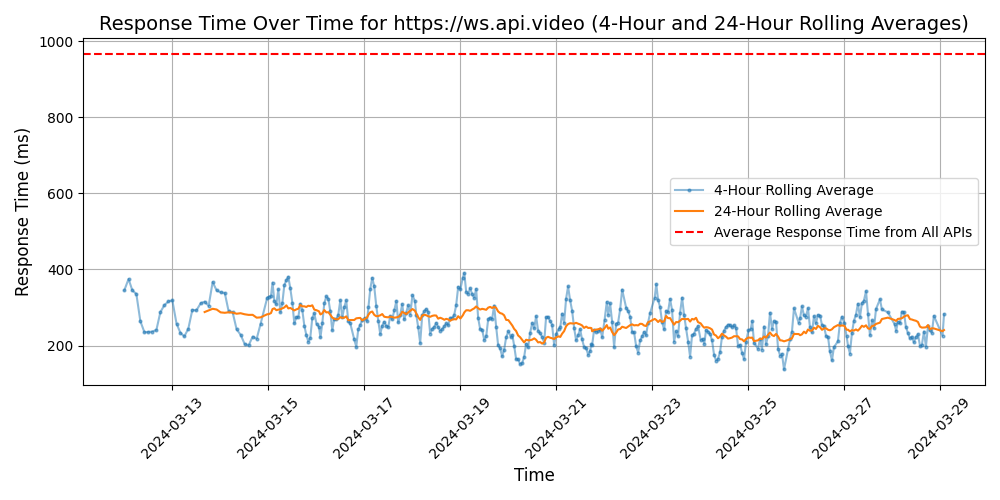 Response Time Over Time for https://ws.api.video (4-Hour and 24-Hour Rolling Averages)
Response Time (ms)
1000
800
600
400
200
4-Hour Rolling Average
24-Hour Rolling Average
Average Response Time from All APIs
2024-03-13
2024-03-15
2024-03-17
2024-03-19
2024-03-21
2024-03-23
2024-03-25
2024-03-27
2024-03-29
Time